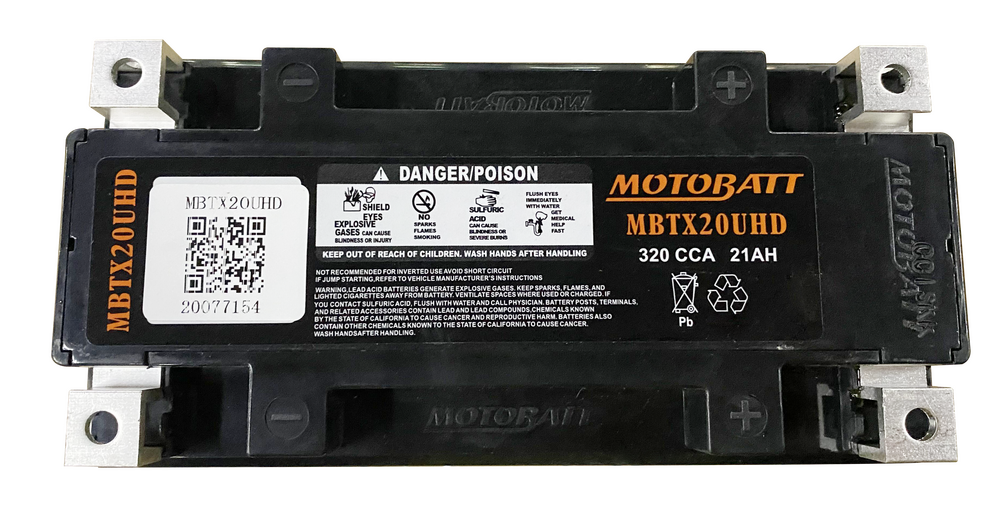 MOTOBATT
MBTX20UHD
MBTX20UHD
20077154
DANGER/POISON
SHIELD
EYES
EXPLOSIVE
GASES CAN CAUSE
BLINDNESS OR INJURY
NO
SPARKS
FLAMES
SMOKING
SULFURIC
ACID
CAN CAUSE
BLINDNESS OR
SEVERE BURNS
FLUSH EYES
IMMEDIATELY
WITH WATER
GET
MEDICAL
HELP
FAST
KEEP OUT OF REACH OF CHILDREN. WASH HANDS AFTER HANDLING
NOT RECOMMENDED FOR INVERTED USE AVOID SHORT CIRCUIT
IF JUMP STARTING,REFER TO VEHICLE MANUFACTURER'S INSTRUCTIONS
WARNING,LEAD ACID BATTERIES GENERATE EXPLOSIVE GASES. KEEP SPARKS, FLAMES, AND
LIGHTED CIGARETTES AWAY FROM BATTERY. VENTILATE SPACES WHERE USED OR CHARGED. IF
YOU CONTACT SULFURIC ACID, FLUSH WITH WATER AND CALL PHYSICIAN. BATTERY POSTS, TERMINALS,
AND RELATED ACCESSORIES CONTAIN LEAD AND LEAD COMPOUNDS,CHEMICALS KNOWN
BY THE STATE OF CALIFORNIA TO CAUSE CANCER AND REPRODUCTIVE HARM. BATTERIES ALSO
CONTAIN OTHER CHEMICALS KNOWN TO THE STATE OF CALIFORNIA TO CAUSE CANCER.
WASH HANDSAFTER HANDLING.
MOTOBATT
MBTX20UHD
320 CCA 21AH
Pb
MOTOBATT
MOTOBATT